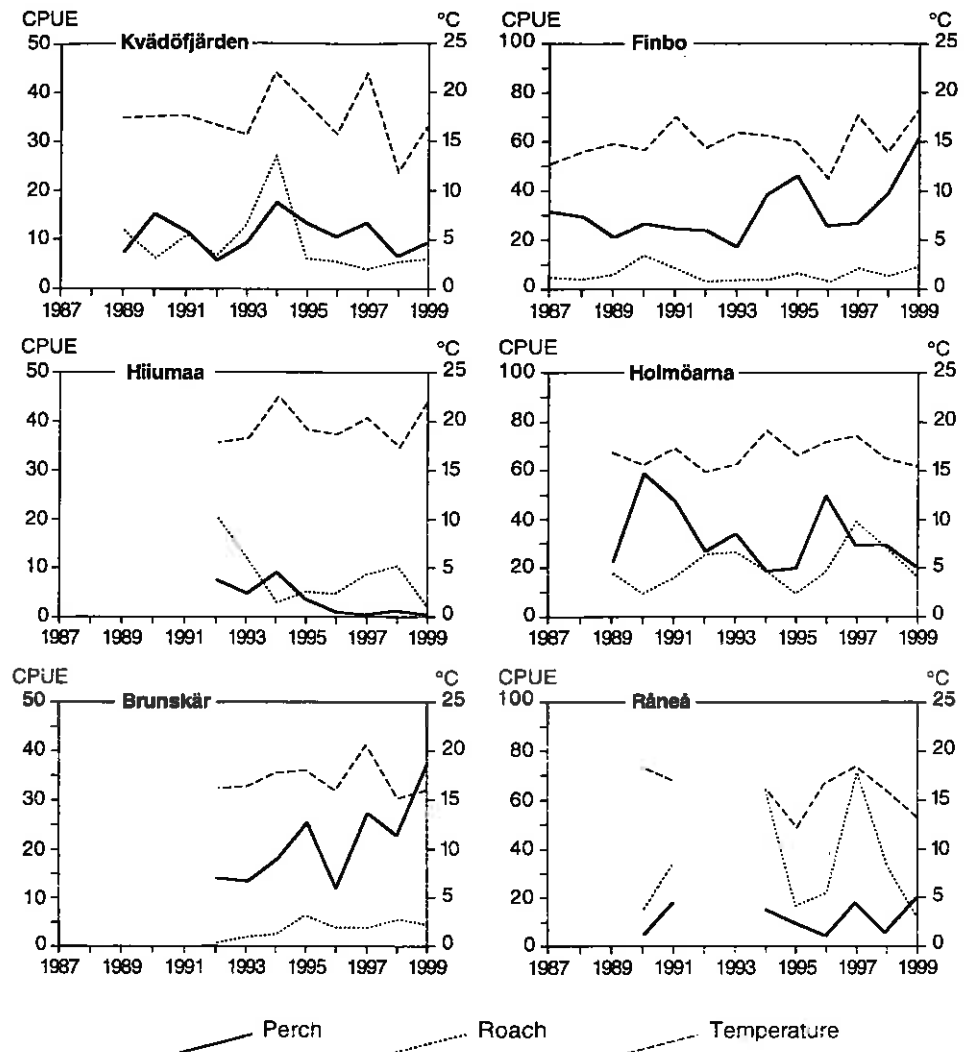 CPUE °C CPUE °C
Kvädöfjärden Finbo
50 25 100 25
40 20 80 20
30 15 60 15
20 10 40 10
10 5 20 5
0 0 0 0
1987 1989 1991 1993 1995 1997 1999 1987 1989 1991 1993 1995 1997 1999
CPUE °C CPUE °C
Hiiumaa Holmöarna
50 25 100 25
40 20 80 20
30 15 60 15
20 10 40 10
10 5 20 5
0 0 0 0
1987 1989 1991 1993 1995 1997 1999 1987 1989 1991 1993 1995 1997 1999
CPUE °C CPUE °C
Brunskär Råneå
50 25 100 25
40 20 80 20
30 15 60 15
20 10 40 10
10 5 20 5
0 0 0 0
1987 1989 1991 1993 1995 1997 1999 1987 1989 1991 1993 1995 1997 1999
Perch Roach Temperature